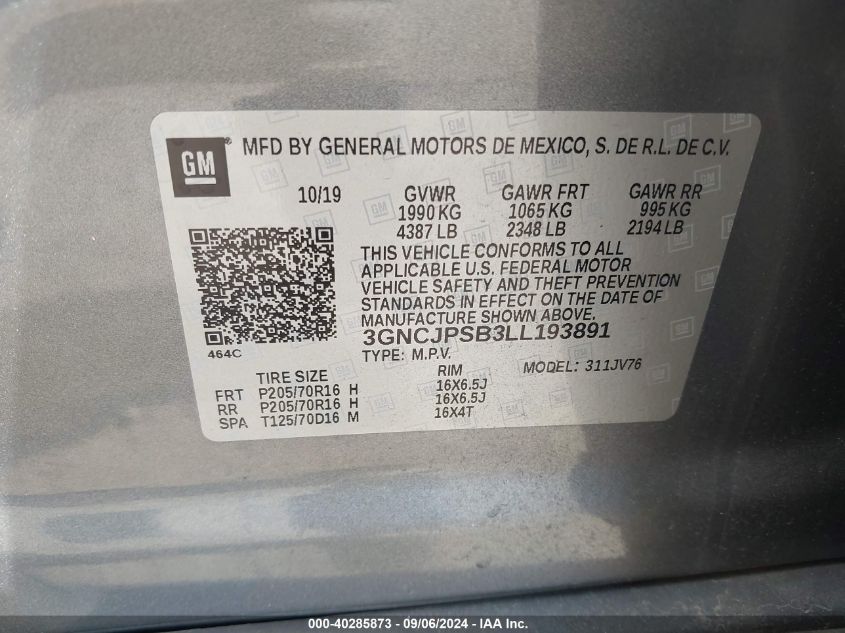 GM MFD BY GENERAL MOTORS DE MEXICO, S. DE R.L. DE C.V.
10/19 GVWR GAWR FRT GAWR RR
1990 KG 1065 KG 995 KG
4387 LB 2348 LB 2194 LB
THIS VEHICLE CONFORMS TO ALL
APPLICABLE U.S. FEDERAL MOTOR
VEHICLE SAFETY AND THEFT PREVENTION
STANDARDS IN EFFECT ON THE DATE OF
MANUFACTURE SHOWN ABOVE.
3GNCJPSB3LL193891
464C TYPE: M.P.V. MODEL: 311JV76
TIRE SIZE RIM
FRT P205/70R16 H 16X6.5J
RR P205/70R16 H 16X6.5J
SPA T125/70D16 M 16X4T
000-40285873 - 09/06/2024 - IAA Inc.